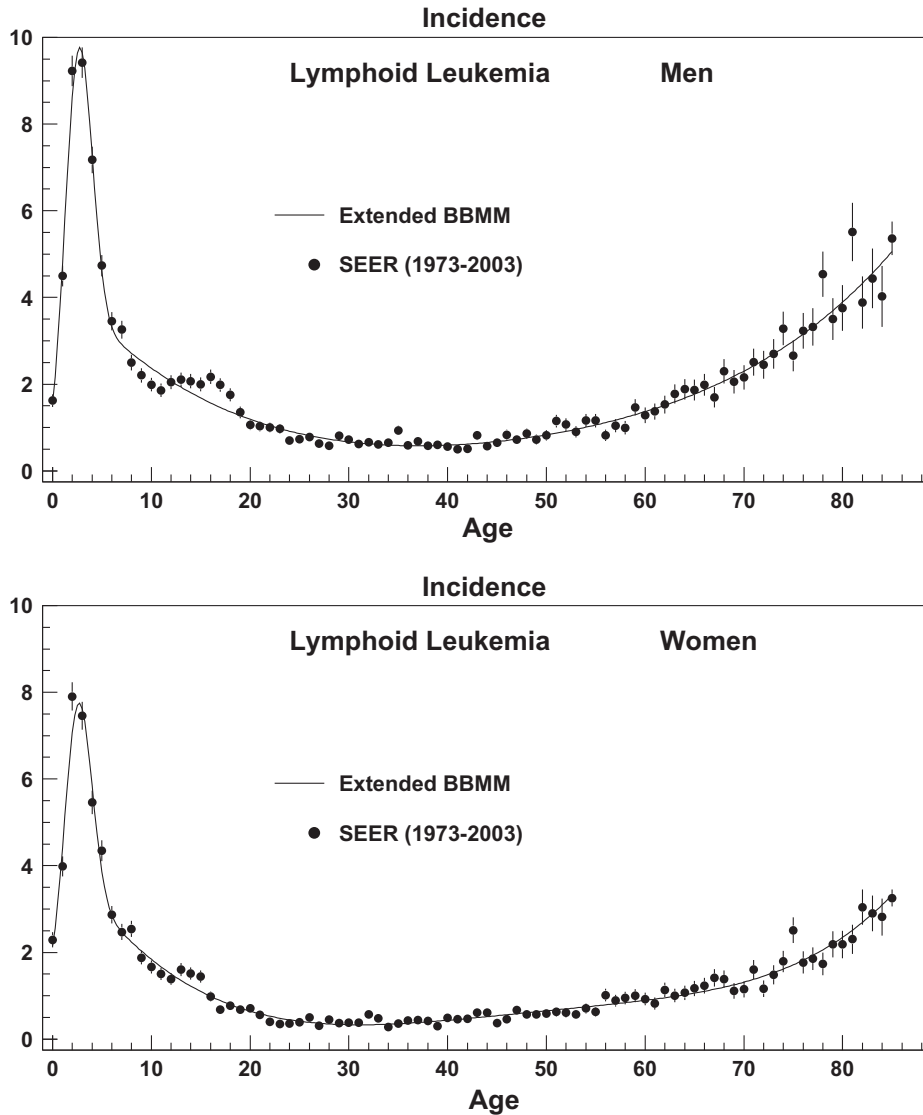 Incidence
10
Lymphoid Leukemia Men
8
6
Extended BBMM
SEER (1973-2003)
4
2
0
0 10 20 30 40 50 60 70 80
Age
Incidence
10
Lymphoid Leukemia Women
8
6
Extended BBMM
SEER (1973-2003)
4
2
0
0 10 20 30 40 50 60 70 80
Age